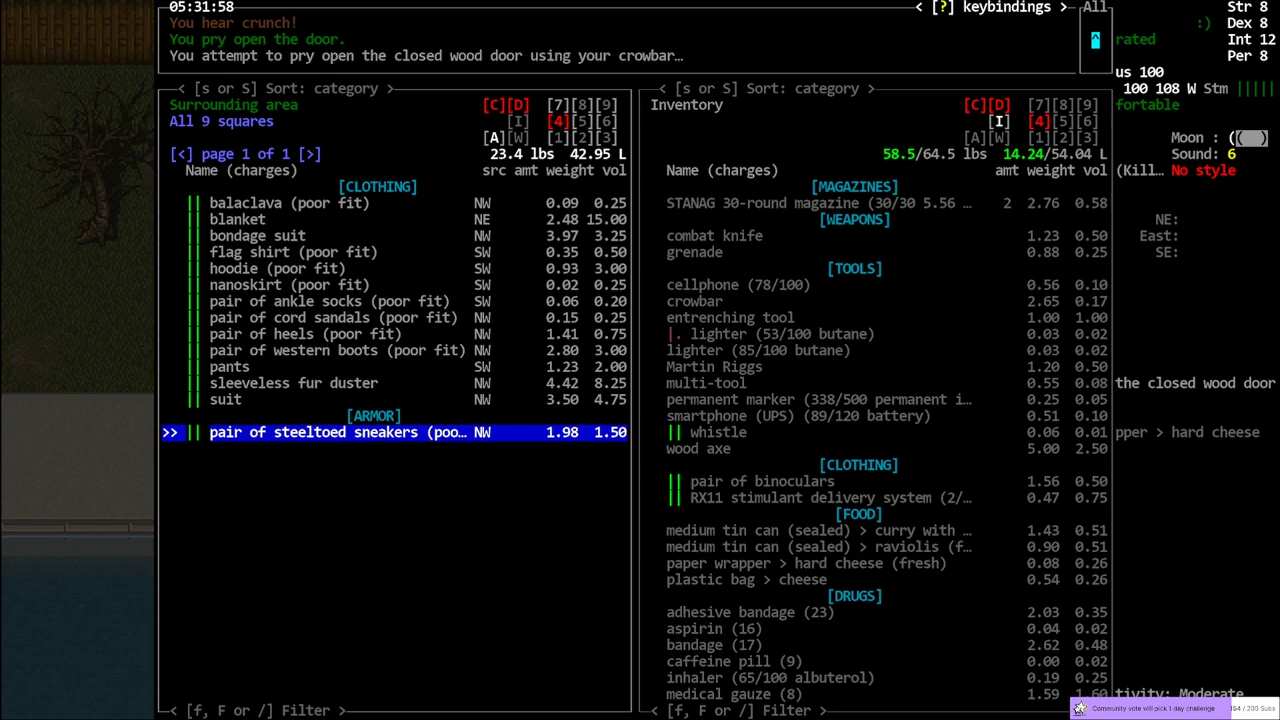 05:31:58
< [?] keybindings >
All
Str 8
You hear crunch!
:)
Dex 8
You pry open the door.
rated
Int 12
You attempt to pry open the closed wood door using your crowbar…
Per 8
us 100
100 108 W Stm |||||
< [s or S] Sort: category >
< [s or S] Sort: category >
Surrounding area
[C][D] [7][8][9]
Inventory
[C][D] [7][8][9]
fortable
All 9 squares
[I] [4][5][6]
[I] [4][5][6]
[A][W] [1][2][3]
[A][W] [1][2][3]
Moon : (( )
[<] page 1 of 1 [>]
23.4 lbs 42.95 L
58.5/64.5 lbs 14.24/54.04 L
Sound: 6
Name (charges) src amt weight vol
Name (charges) amt weight vol
(Kill… No style
[CLOTHING]
|| balaclava (poor fit) NW 0.09 0.25
|| blanket NE 2.48 15.00
|| bondage suit NW 3.97 3.25
|| flag shirt (poor fit) SW 0.35 0.50
|| hoodie (poor fit) SW 0.93 3.00
|| nanoskirt (poor fit) SW 0.02 0.25
|| pair of ankle socks (poor fit) SW 0.06 0.20
|| pair of cord sandals (poor fit) SW 0.15 0.25
|| pair of heels (poor fit) NW 1.41 0.75
|| pair of western boots (poor fit) NW 2.80 3.00
|| pants SW 1.23 2.00
|| sleeveless fur duster NW 4.42 8.25
|| suit NW 3.50 4.75
[ARMOR]
>> || pair of steeltoed sneakers (poo… NW 1.98 1.50
[MAGAZINES]
STANAG 30-round magazine (30/30 5.56 … 2 2.76 0.58
[WEAPONS]
combat knife 1.23 0.50
grenade 0.88 0.25
[TOOLS]
cellphone (78/100) 0.56 0.10
crowbar 2.65 0.17
entrenching tool 1.00 1.00
|. lighter (53/100 butane) 0.03 0.02
lighter (85/100 butane) 0.03 0.02
Martin Riggs 1.20 0.50
multi-tool 0.55 0.08
permanent marker (338/500 permanent i… 0.25 0.05
smartphone (UPS) (89/120 battery) 0.51 0.10
|| whistle 0.06 0.01
wood axe 5.00 2.50
[CLOTHING]
|| pair of binoculars 1.56 0.50
|| RX11 stimulant delivery system (2/… 0.47 0.75
[FOOD]
medium tin can (sealed) > curry with … 1.43 0.51
medium tin can (sealed) > raviolis (f… 0.90 0.51
paper wrapper > hard cheese (fresh) 0.08 0.26
plastic bag > cheese 0.54 0.26
[DRUGS]
adhesive bandage (23) 2.03 0.35
aspirin (16) 0.04 0.02
bandage (17) 2.62 0.48
caffeine pill (9) 0.00 0.02
inhaler (65/100 albuterol) 0.19 0.25
medical gauze (8) 1.59 1.60
NE:
East:
SE:
the closed wood door
pper > hard cheese
tivity: Moderate
Community vote will pick 1 day challenge
/ 200 Subs
< [f, F or /] Filter >
< [f, F or /] Filter >